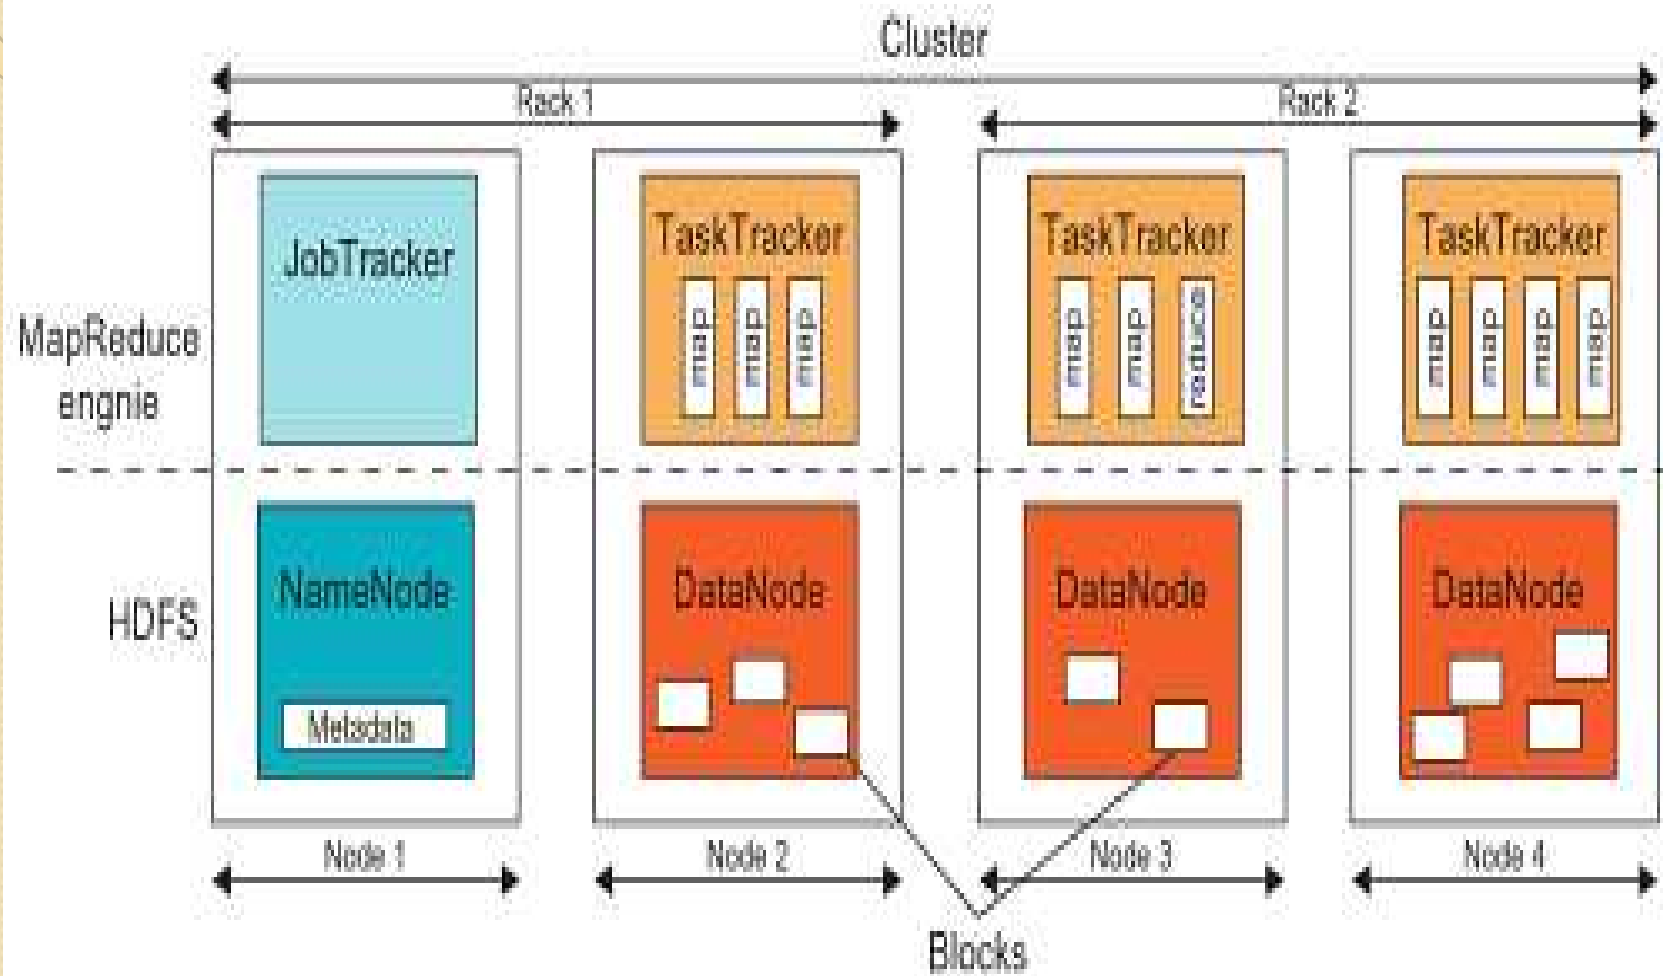 Cluster
Rack 1
Rack 2
MapReduce
engnie
JobTracker
TaskTracker
map
map
map
TaskTracker
map
map
reduce
TaskTracker
map
map
map
map
HDFS
NameNode
Metadata
DataNode
DataNode
DataNode
Node 1
Node 2
Node 3
Node 4
Blocks